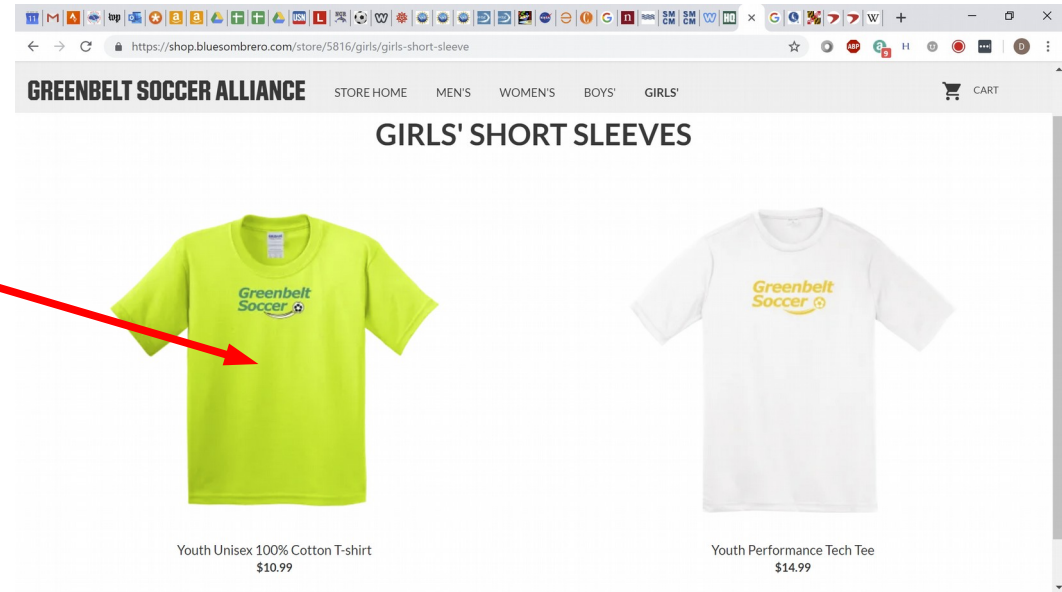 https://shop.bluesombrero.com/store/5816/girls/girls-short-sleeve
GREENBELT SOCCER ALLIANCE STORE HOME MEN'S WOMEN'S BOYS' GIRLS' CART
GIRLS' SHORT SLEEVES
Greenbelt
Soccer
Greenbelt
Soccer
Youth Unisex 100% Cotton T-shirt
$10.99
Youth Performance Tech Tee
$14.99